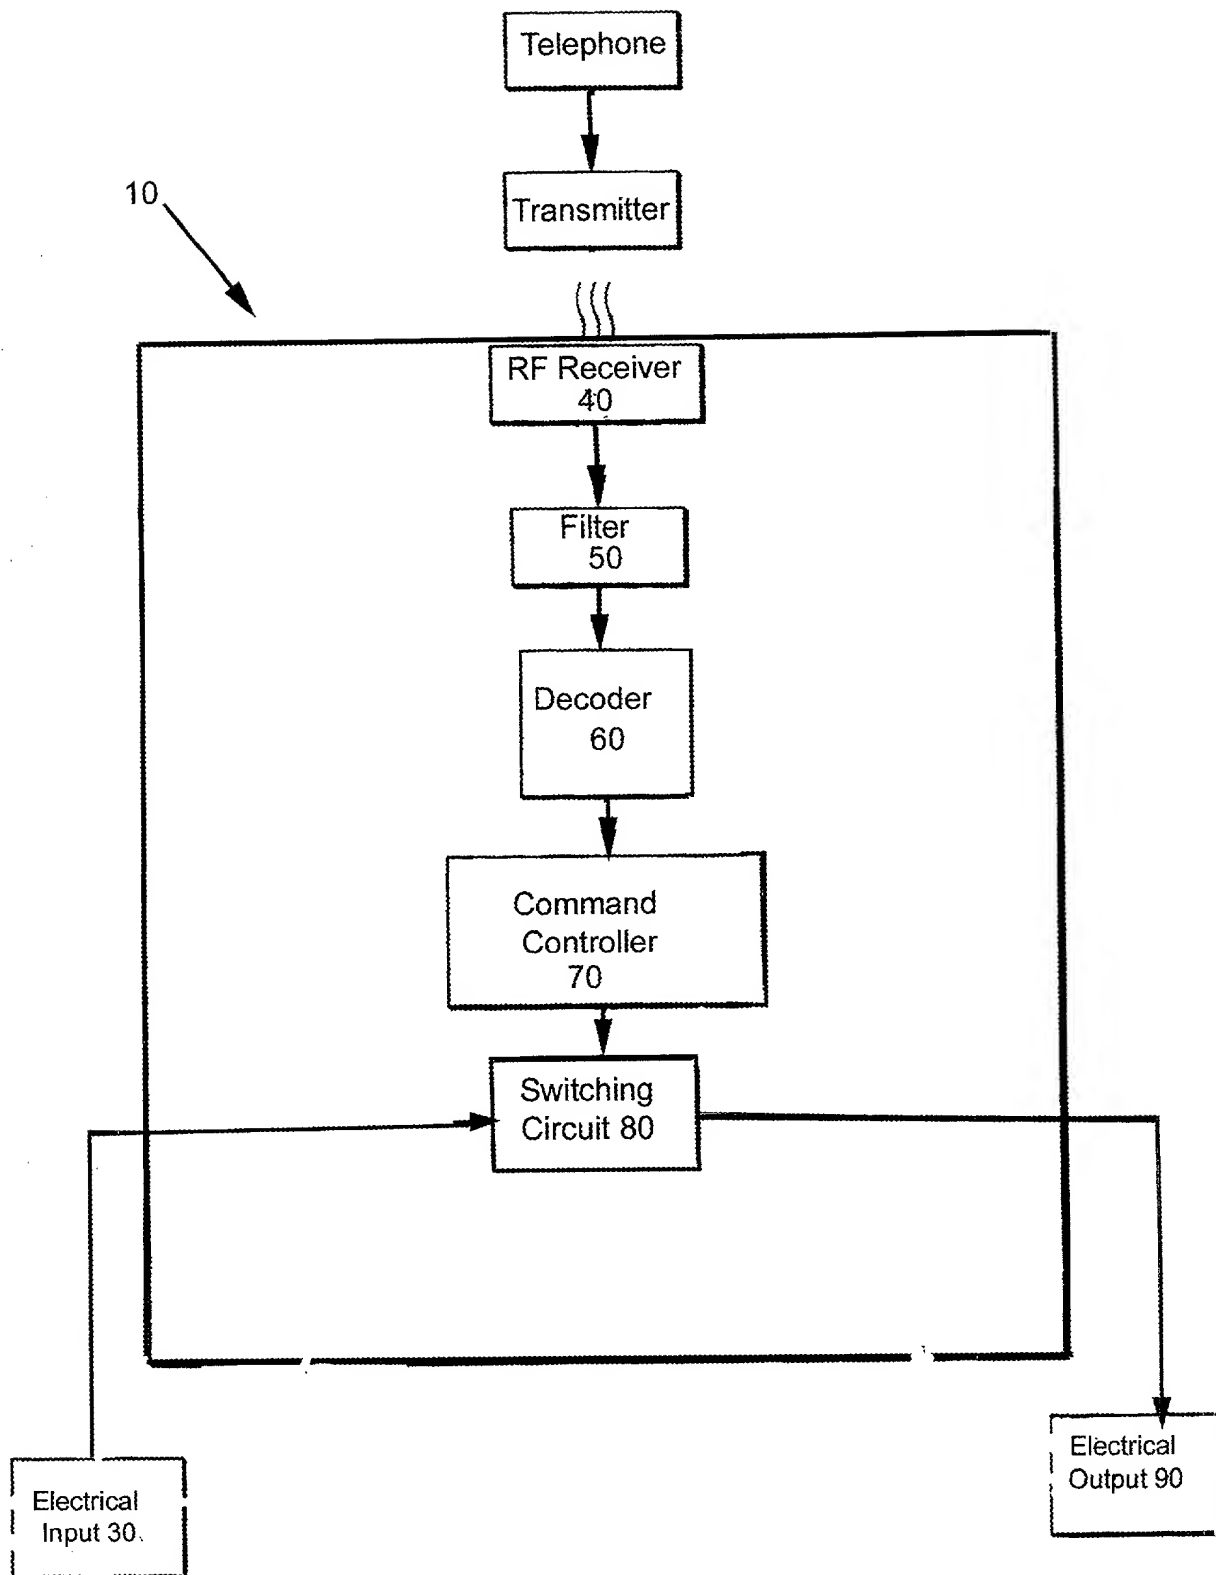 Telephone
10
Transmitter
RF Receiver
40
Filter
50
Decoder
60
Command
Controller
70
Switching
Circuit 80
Electrical
Output 90
Electrical
Input 30